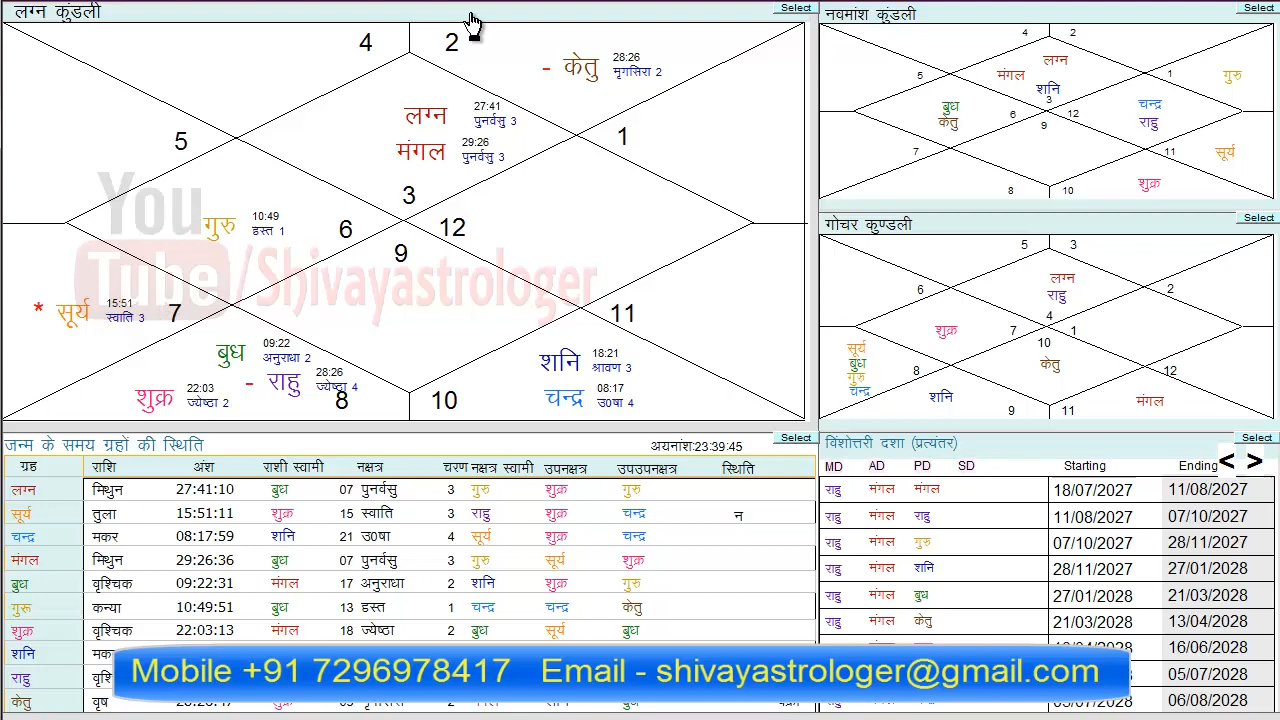 लग्न कुंडली
Select
4
2
- केतु 28:26 मृगसिरा 2
लग्न 27:41 पुनर्वसु 3
मंगल 29:26 पुनर्वसु 3
5
1
3
गुरु 10:49 हस्त 1
6
12
9
You Tube/Shivayastrologer
* सूर्य 15:51 स्वाति 3
7
11
बुध 09:22 अनुराधा 2
- राहु 28:26 ज्येष्ठा 4
शुक्र 22:03 ज्येष्ठा 2
8
10
शनि 18:21 श्रावण 3
चन्द्र 08:17 उ0षा 4
नवमांश कुंडली
Select
4
2
लग्न
मंगल
शनि
5
1
गुरु
3
बुध
केतु
6
12
9
चन्द्र
राहु
7
11
सूर्य
8
10
शुक्र
गोचर कुण्डली
Select
5
3
लग्न
राहु
6
2
4
शुक्र
7
1
10
सूर्य
बुध
गुरु
चन्द्र
केतु
8
12
शनि
9
11
मंगल
जन्म के समय ग्रहों की स्थिति
अयनांश:23:39:45
Select
ग्रह राशि अंश राशी स्वामी नक्षत्र चरण नक्षत्र स्वामी उपनक्षत्र उपउपनक्षत्र स्थिति
लग्न मिथुन 27:41:10 बुध 07 पुनर्वसु 3 गुरु शुक्र गुरु
सूर्य तुला 15:51:11 शुक्र 15 स्वाति 3 राहु शुक्र चन्द्र न
चन्द्र मकर 08:17:59 शनि 21 उ0षा 4 सूर्य शुक्र चन्द्र
मंगल मिथुन 29:26:36 बुध 07 पुनर्वसु 3 गुरु सूर्य शुक्र
बुध वृश्चिक 09:22:31 मंगल 17 अनुराधा 2 शनि शुक्र गुरु
गुरू कन्या 10:49:51 बुध 13 हस्त 1 चन्द्र चन्द्र केतु
शुक्र वृश्चिक 22:03:13 मंगल 18 ज्येष्ठा 2 बुध सूर्य बुध
शनि
राहु
केतु वृष
विंशोत्तरी दशा (प्रत्यंतर)
Select
MD AD PD SD Starting Ending < >
राहु मंगल मंगल 18/07/2027 11/08/2027
राहु मंगल राहु 11/08/2027 07/10/2027
राहु मंगल गुरु 07/10/2027 28/11/2027
राहु मंगल शनि 28/11/2027 27/01/2028
राहु मंगल बुध 27/01/2028 21/03/2028
राहु मंगल केतु 21/03/2028 13/04/2028
16/06/2028
05/07/2028
06/08/2028
Mobile +91 7296978417 Email - shivayastrologer@gmail.com